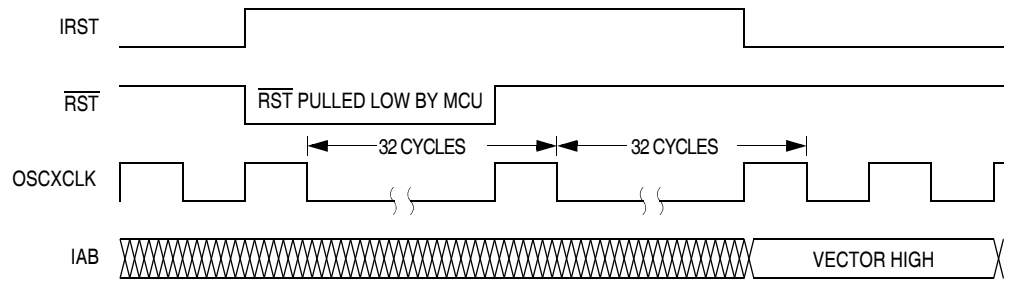 IRST
RST
RST PULLED LOW BY MCU
32 CYCLES
32 CYCLES
OSCXCLK
IAB
VECTOR HIGH